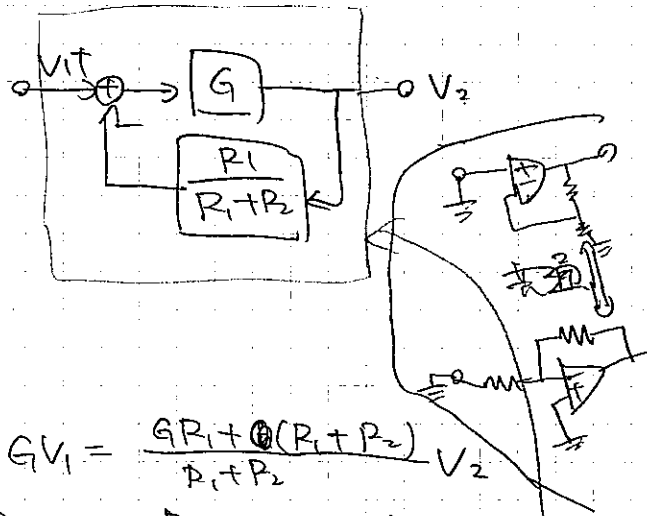 V1+
+
G
V2
R1
R1+R2
+
-
GV1 = GR1+(R1+R2)
R1+R2
V2